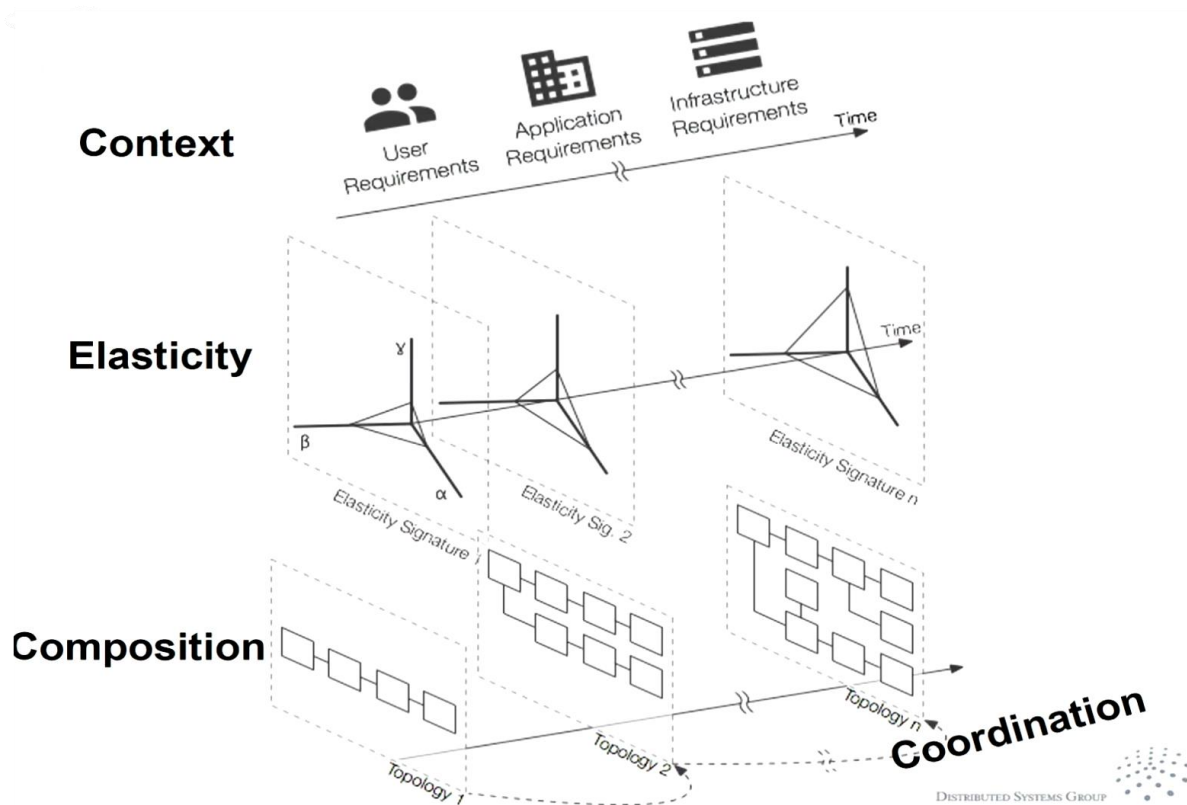 Context
User
Requirements
Application
Requirements
Infrastructure
Requirements
Time
Elasticity
γ
β
α
Time
Elasticity Signature 1
Elasticity Sig. 2
Elasticity Signature n
Composition
Topology 1
Topology 2
Topology n
Coordination
DISTRIBUTED SYSTEMS GROUP